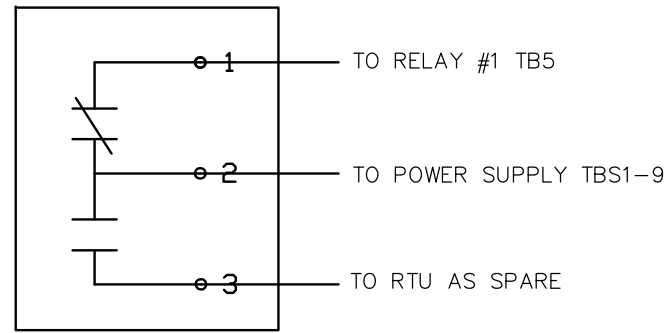 1 TO RELAY #1 TB5
2 TO POWER SUPPLY TBS1-9
3 TO RTU AS SPARE